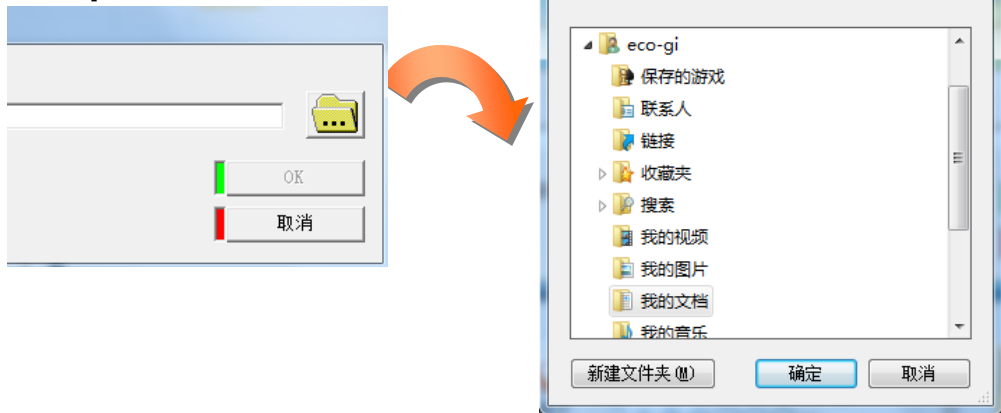 OK
取消
eco-gi
保存的游戏
联系人
链接
收藏夹
搜索
我的视频
我的图片
我的文档
我的音乐
新建文件夹(M)
确定
取消